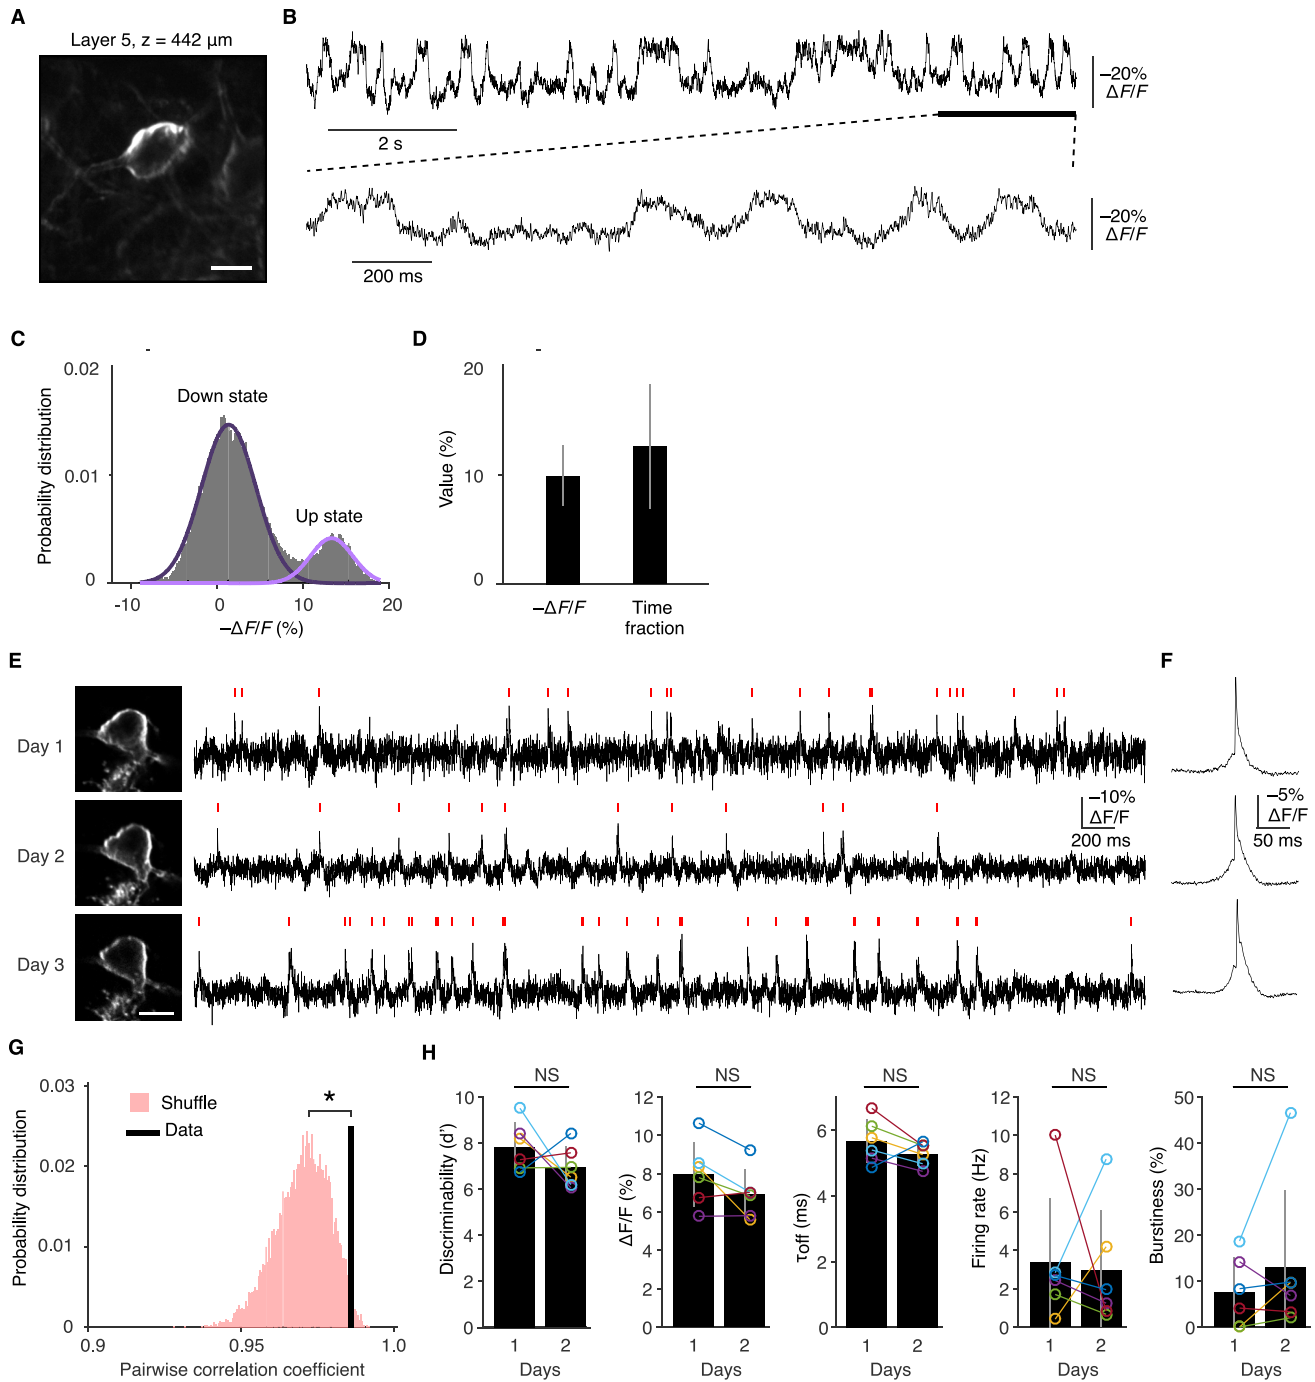 A
Layer 5, z = 442 µm
B
–20%
ΔF/F
2 s
–20%
ΔF/F
200 ms
C
0.02
0.01
0
Probability distribution
Down state
Up state
-10
0
10
20
–ΔF/F (%)
D
20
10
0
Value (%)
–ΔF/F
Time
fraction
E
Day 1
Day 2
Day 3
–10%
ΔF/F
200 ms
F
–5%
ΔF/F
50 ms
G
0.03
0.02
0.01
0
Probability distribution
Shuffle
Data
*
0.9
0.95
1.0
Pairwise correlation coefficient
H
NS
10
8
6
4
2
0
Discriminability (d')
1
2
Days
NS
12
10
8
6
4
2
0
ΔF/F (%)
1
2
Days
NS
6
4
2
0
τoff (ms)
1
2
Days
NS
12
10
8
6
4
2
0
Firing rate (Hz)
1
2
Days
NS
50
40
30
20
10
0
Burstiness (%)
1
2
Days